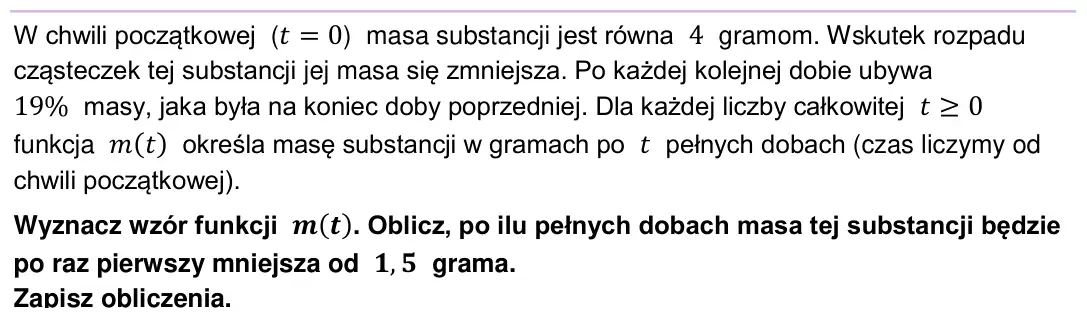 W chwili początkowej (t = 0) masa substancji jest równa 4 gramom. Wskutek rozpadu
cząsteczek tej substancji jej masa się zmniejsza. Po każdej kolejnej dobie ubywa
19% masy, jaka była na koniec doby poprzedniej. Dla każdej liczby całkowitej t ≥ 0
funkcja m(t) określa masę substancji w gramach po t pełnych dobach (czas liczymy od
chwili początkowej).
Wyznacz wzór funkcji m(t). Oblicz, po ilu pełnych dobach masa tej substancji będzie
po raz pierwszy mniejsza od 1,5 grama.
Zapisz obliczenia.